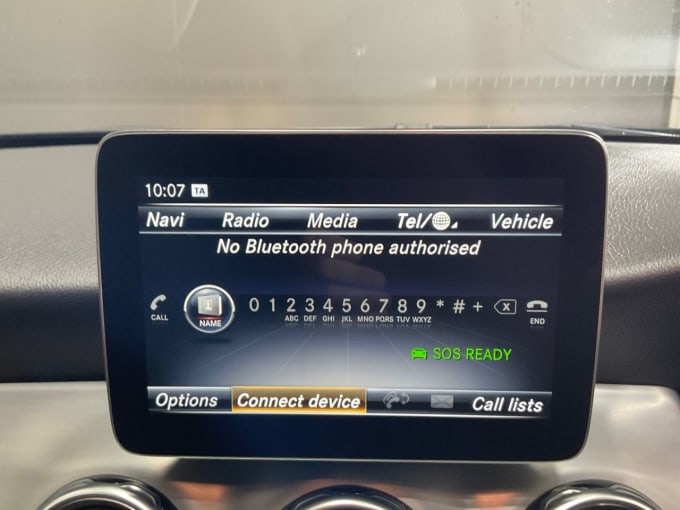 10:07 TA
Navi Radio Media Tel/ Vehicle
No Bluetooth phone authorised
0 1 2 3 4 5 6 7 8 9 * # +
CALL NAME ABC DEF GHI JKL MNO PQRS TUV WXYZ X END
SOS READY
Options Connect device Call lists